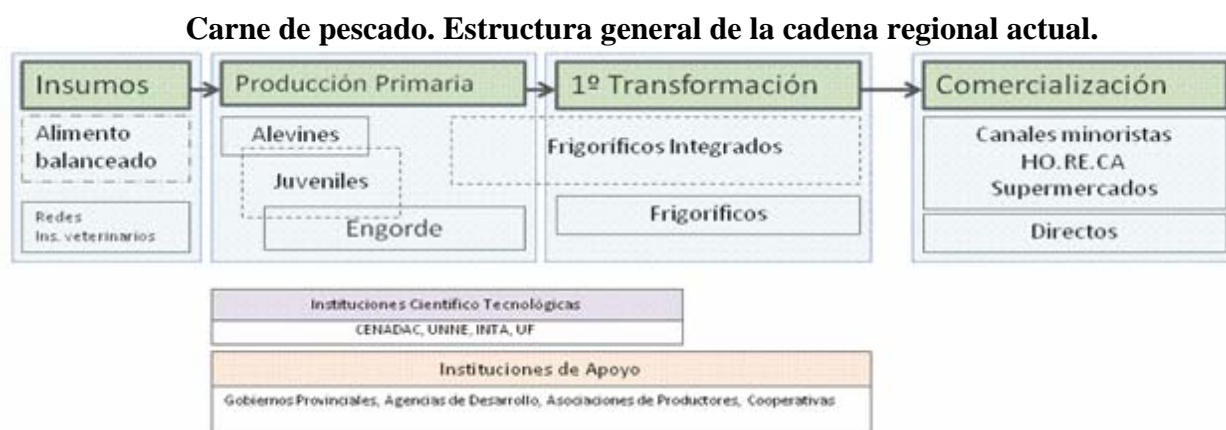 Carne de pescado. Estructura general de la cadena regional actual.
Insumos
Alimento
balanceado
Redes
Ins. veterinarios
Producción Primaria
Alevines
Juveniles
Engorde
1º Transformación
Frigoríficos Integrados
Frigoríficos
Comercialización
Canales minoristas
HO.RE.CA
Supermercados
Directos
Instituciones Científico Tecnológicas
CENADAC, UNNE, INTA, UF
Instituciones de Apoyo
Gobiernos Provinciales, Agencias de Desarrollo, Asociaciones de Productores, Cooperativas